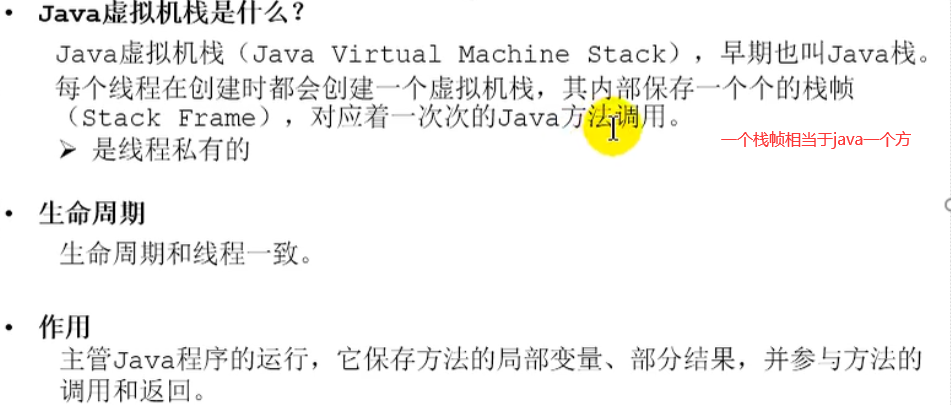 • Java虚拟机栈是什么？
Java虚拟机栈（Java Virtual Machine Stack），早期也叫Java栈。
每个线程在创建时都会创建一个虚拟机栈，其内部保存一个个的栈帧
（Stack Frame），对应着一次次的Java方法调用。
一个栈帧相当于java一个方
➢ 是线程私有的
• 生命周期
生命周期和线程一致。
• 作用
主管Java程序的运行，它保存方法的局部变量、部分结果，并参与方法的
调用和返回。